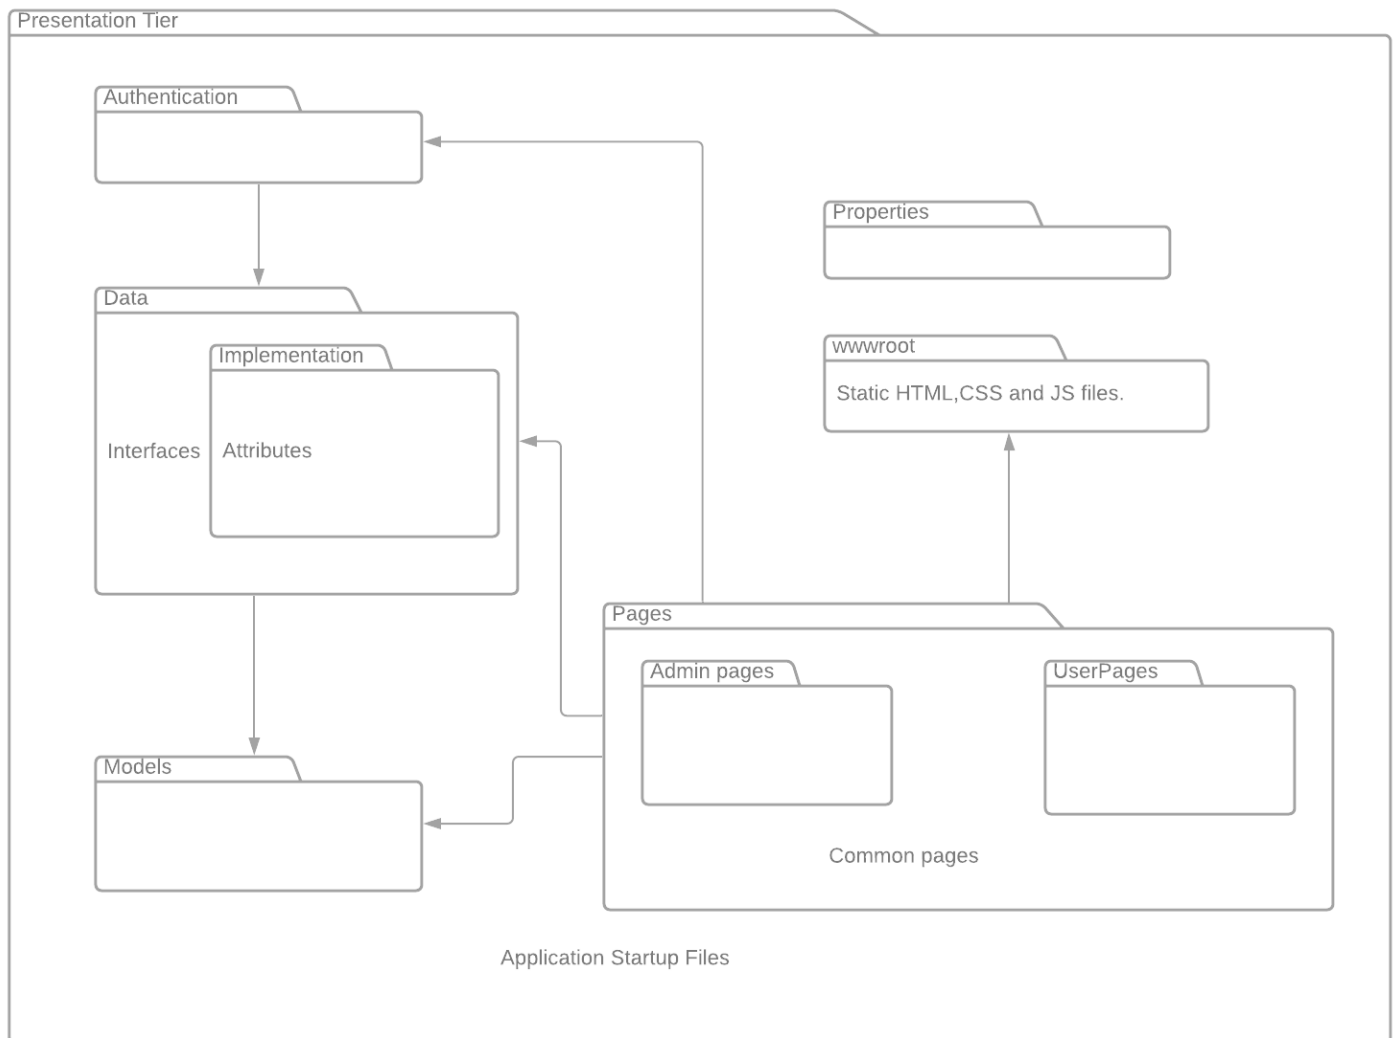 Presentation Tier
Authentication
Properties
Data
wwwroot
Implementation
Static HTML,CSS and JS files.
Interfaces
Attributes
Pages
Admin pages
UserPages
Models
Common pages
Application Startup Files